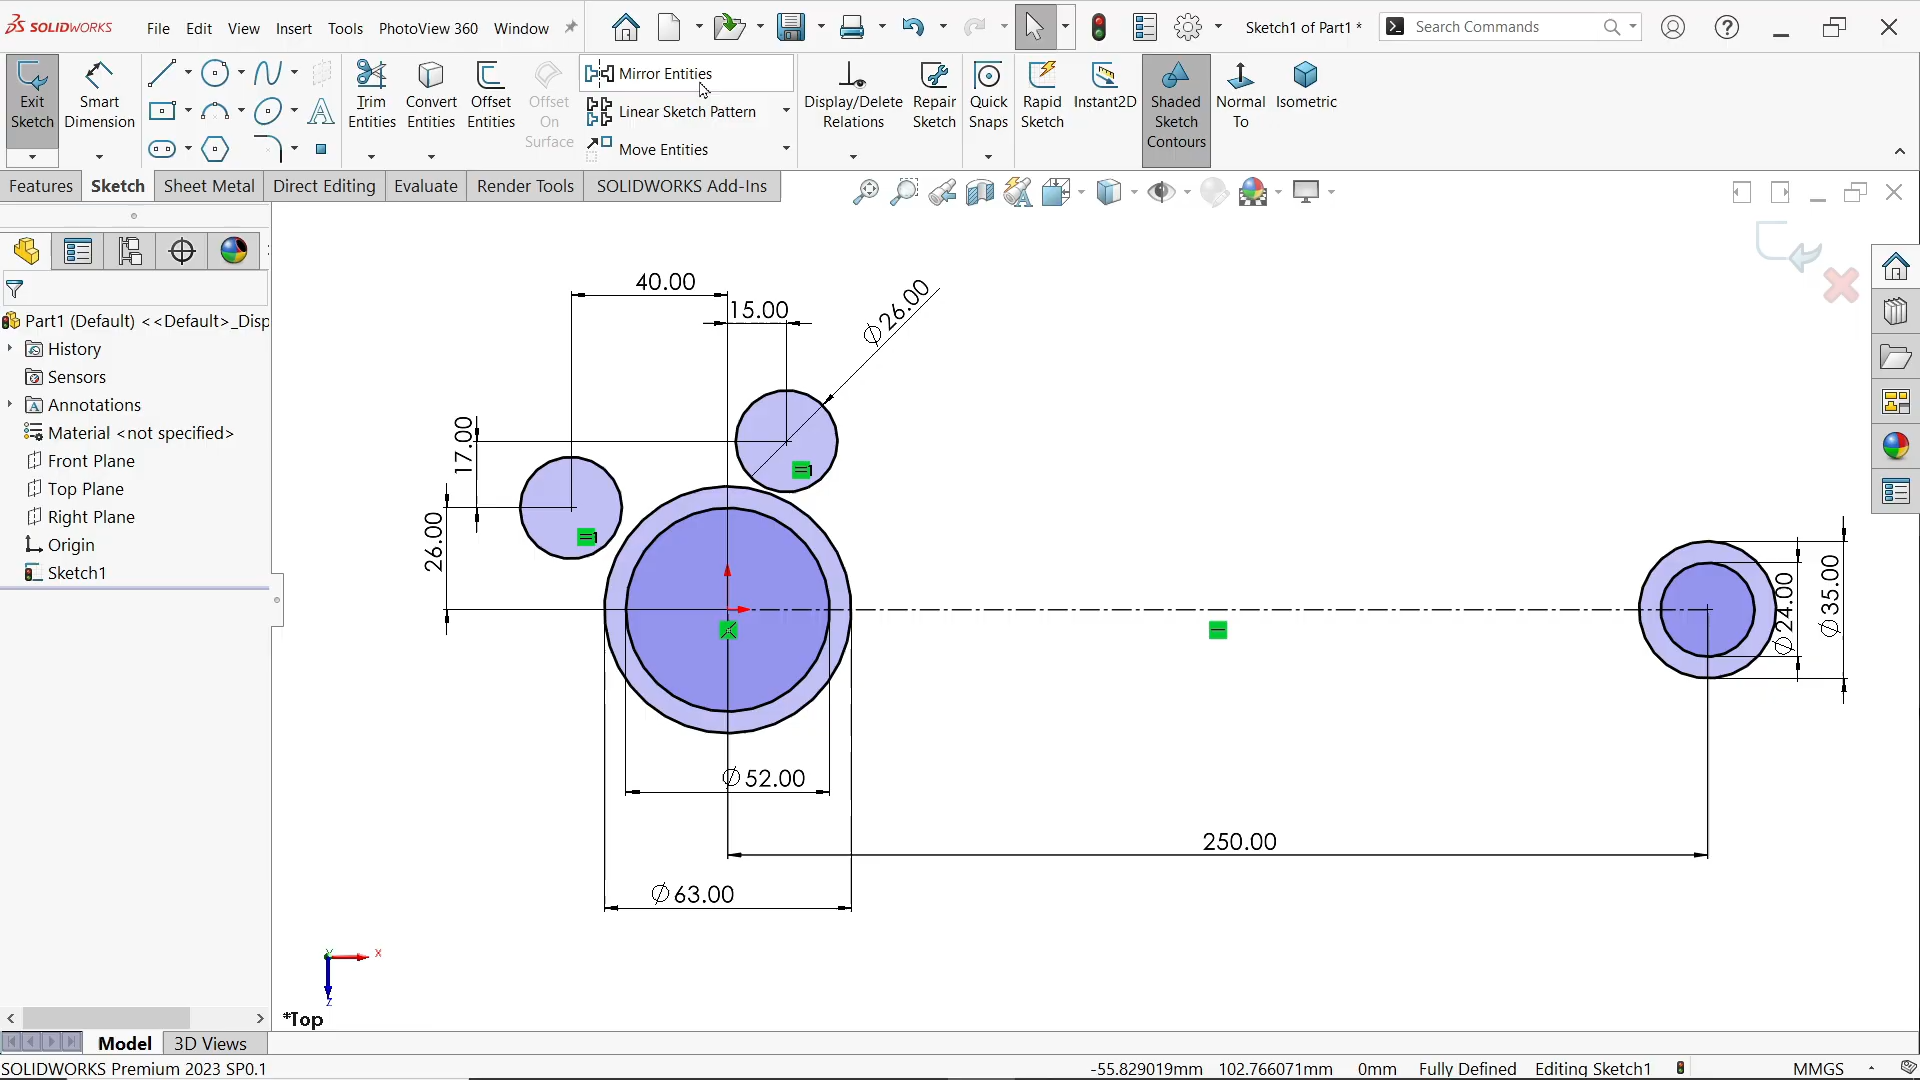 SOLIDWORKS
File
Edit
View
Insert
Tools
PhotoView 360
Window
Sketch1 of Part1 *
Search Commands
Exit Sketch
Smart Dimension
Trim Entities
Convert Entities
Offset Entities
Offset On Surface
Mirror Entities
Linear Sketch Pattern
Move Entities
Display/Delete Relations
Repair Sketch
Quick Snaps
Rapid Sketch
Instant2D
Shaded Sketch Contours
Normal To
Isometric
Features
Sketch
Sheet Metal
Direct Editing
Evaluate
Render Tools
SOLIDWORKS Add-Ins
Part1 (Default) <<Default>_Disp
History
Sensors
Annotations
Material <not specified>
Front Plane
Top Plane
Right Plane
Origin
Sketch1
40.00
15.00
∅26.00
17.00
26.00
1
1
∅24.00
∅35.00
∅52.00
250.00
∅63.00
Y
X
Z
*Top
Model
3D Views
SOLIDWORKS Premium 2023 SP0.1
-55.829019mm
102.766071mm
0mm
Fully Defined
Editing Sketch1
MMGS